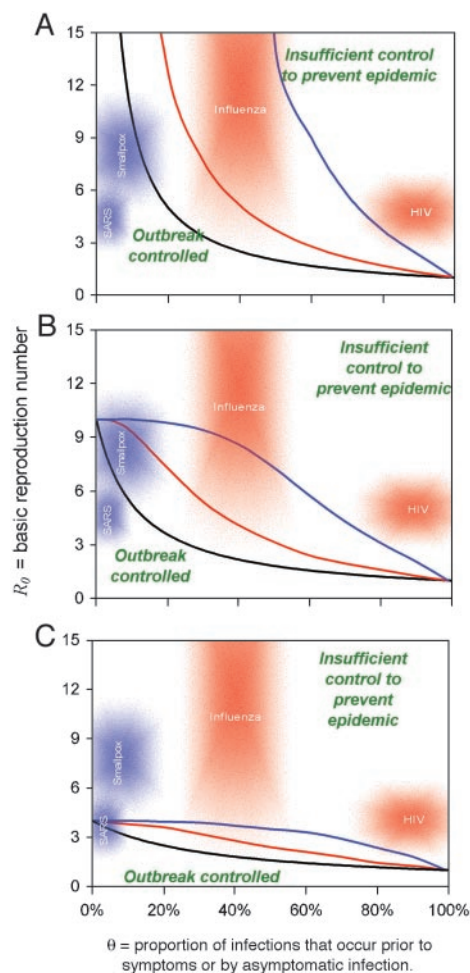 A
15
12
9
6
3
0
Insufficient control
to prevent epidemic
Influenza
Smallpox
SARS
HIV
Outbreak
controlled
B
15
12
9
6
3
0
Insufficient
control to
prevent epidemic
Influenza
Smallpox
SARS
HIV
Outbreak
controlled
R0 = basic reproduction number
C
15
12
9
6
3
0
Insufficient
control to
prevent
epidemic
Influenza
Smallpox
SARS
HIV
Outbreak controlled
0% 20% 40% 60% 80% 100%
θ = proportion of infections that occur prior to
symptoms or by asymptomatic infection.